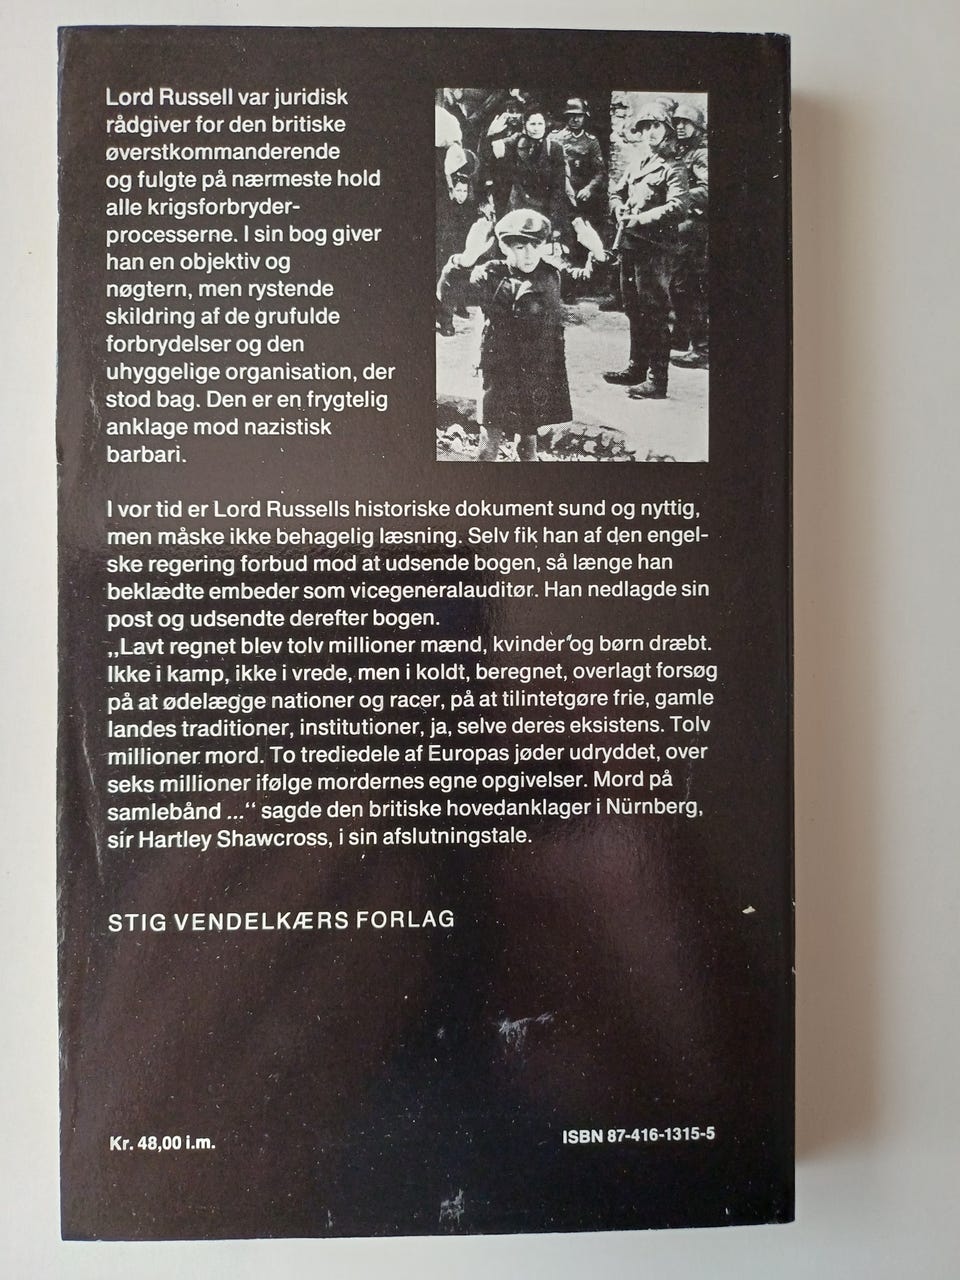 Lord Russell var juridisk
rådgiver for den britiske
øverstkommanderende
og fulgte på nærmeste hold
alle krigsforbryder-
processerne. I sin bog giver
han en objektiv og
nøgtern, men rystende
skildring af de grufulde
forbrydelser og den
uhyggelige organisation, der
stod bag. Den er en frygtelig
anklage mod nazistisk
barbari.
I vor tid er Lord Russells historiske dokument sund og nyttig,
men måske ikke behagelig læsning. Selv fik han af den engel-
ske regering forbud mod at udsende bogen, så længe han
beklædte embeder som vicegeneralauditør. Han nedlagde sin
post og udsendte derefter bogen.
„Lavt regnet blev tolv millioner mænd, kvinder og børn dræbt.
Ikke i kamp, ikke i vrede, men i koldt, beregnet, overlagt forsøg
på at ødelægge nationer og racer, på at tilintetgøre frie, gamle
landes traditioner, institutioner, ja, selve deres eksistens. Tolv
millioner mord. To trediedele af Europas jøder udryddet, over
seks millioner ifølge mordernes egne opgivelser. Mord på
samlebånd ...“ sagde den britiske hovedanklager i Nürnberg,
sir Hartley Shawcross, i sin afslutningstale.
STIG VENDELKÆRS FORLAG
Kr. 48,00 i.m.
ISBN 87-416-1315-5